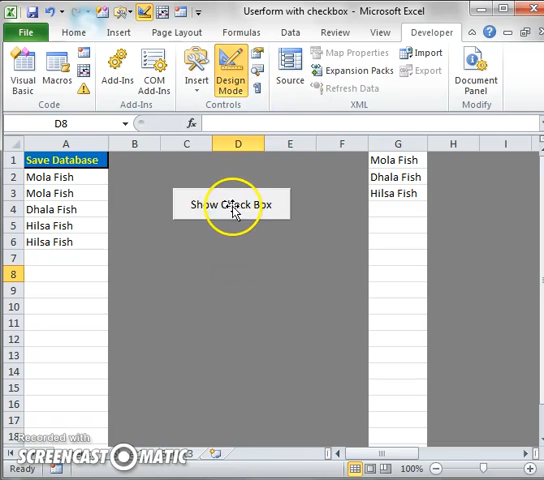 Userform with checkbox - Microsoft Excel
File Home Insert Page Layout Formulas Data Review View Developer
Visual Basic
Macros
Add-Ins
COM Add-Ins
Insert
Design Mode
Source
Map Properties
Expansion Packs
Refresh Data
Import
Export
Document Panel
Code Add-Ins Controls XML Modify
D8 fx
A B C D E F G H I
1 Save Database Mola Fish
2 Mola Fish Dhala Fish
3 Mola Fish Hilsa Fish
4 Dhala Fish Show Check Box
5 Hilsa Fish
6 Hilsa Fish
7
8
9
10
11
12
13
14
15
16
17
18
Recorded with
SCREENCAST-O-MATIC
3
Ready 100%